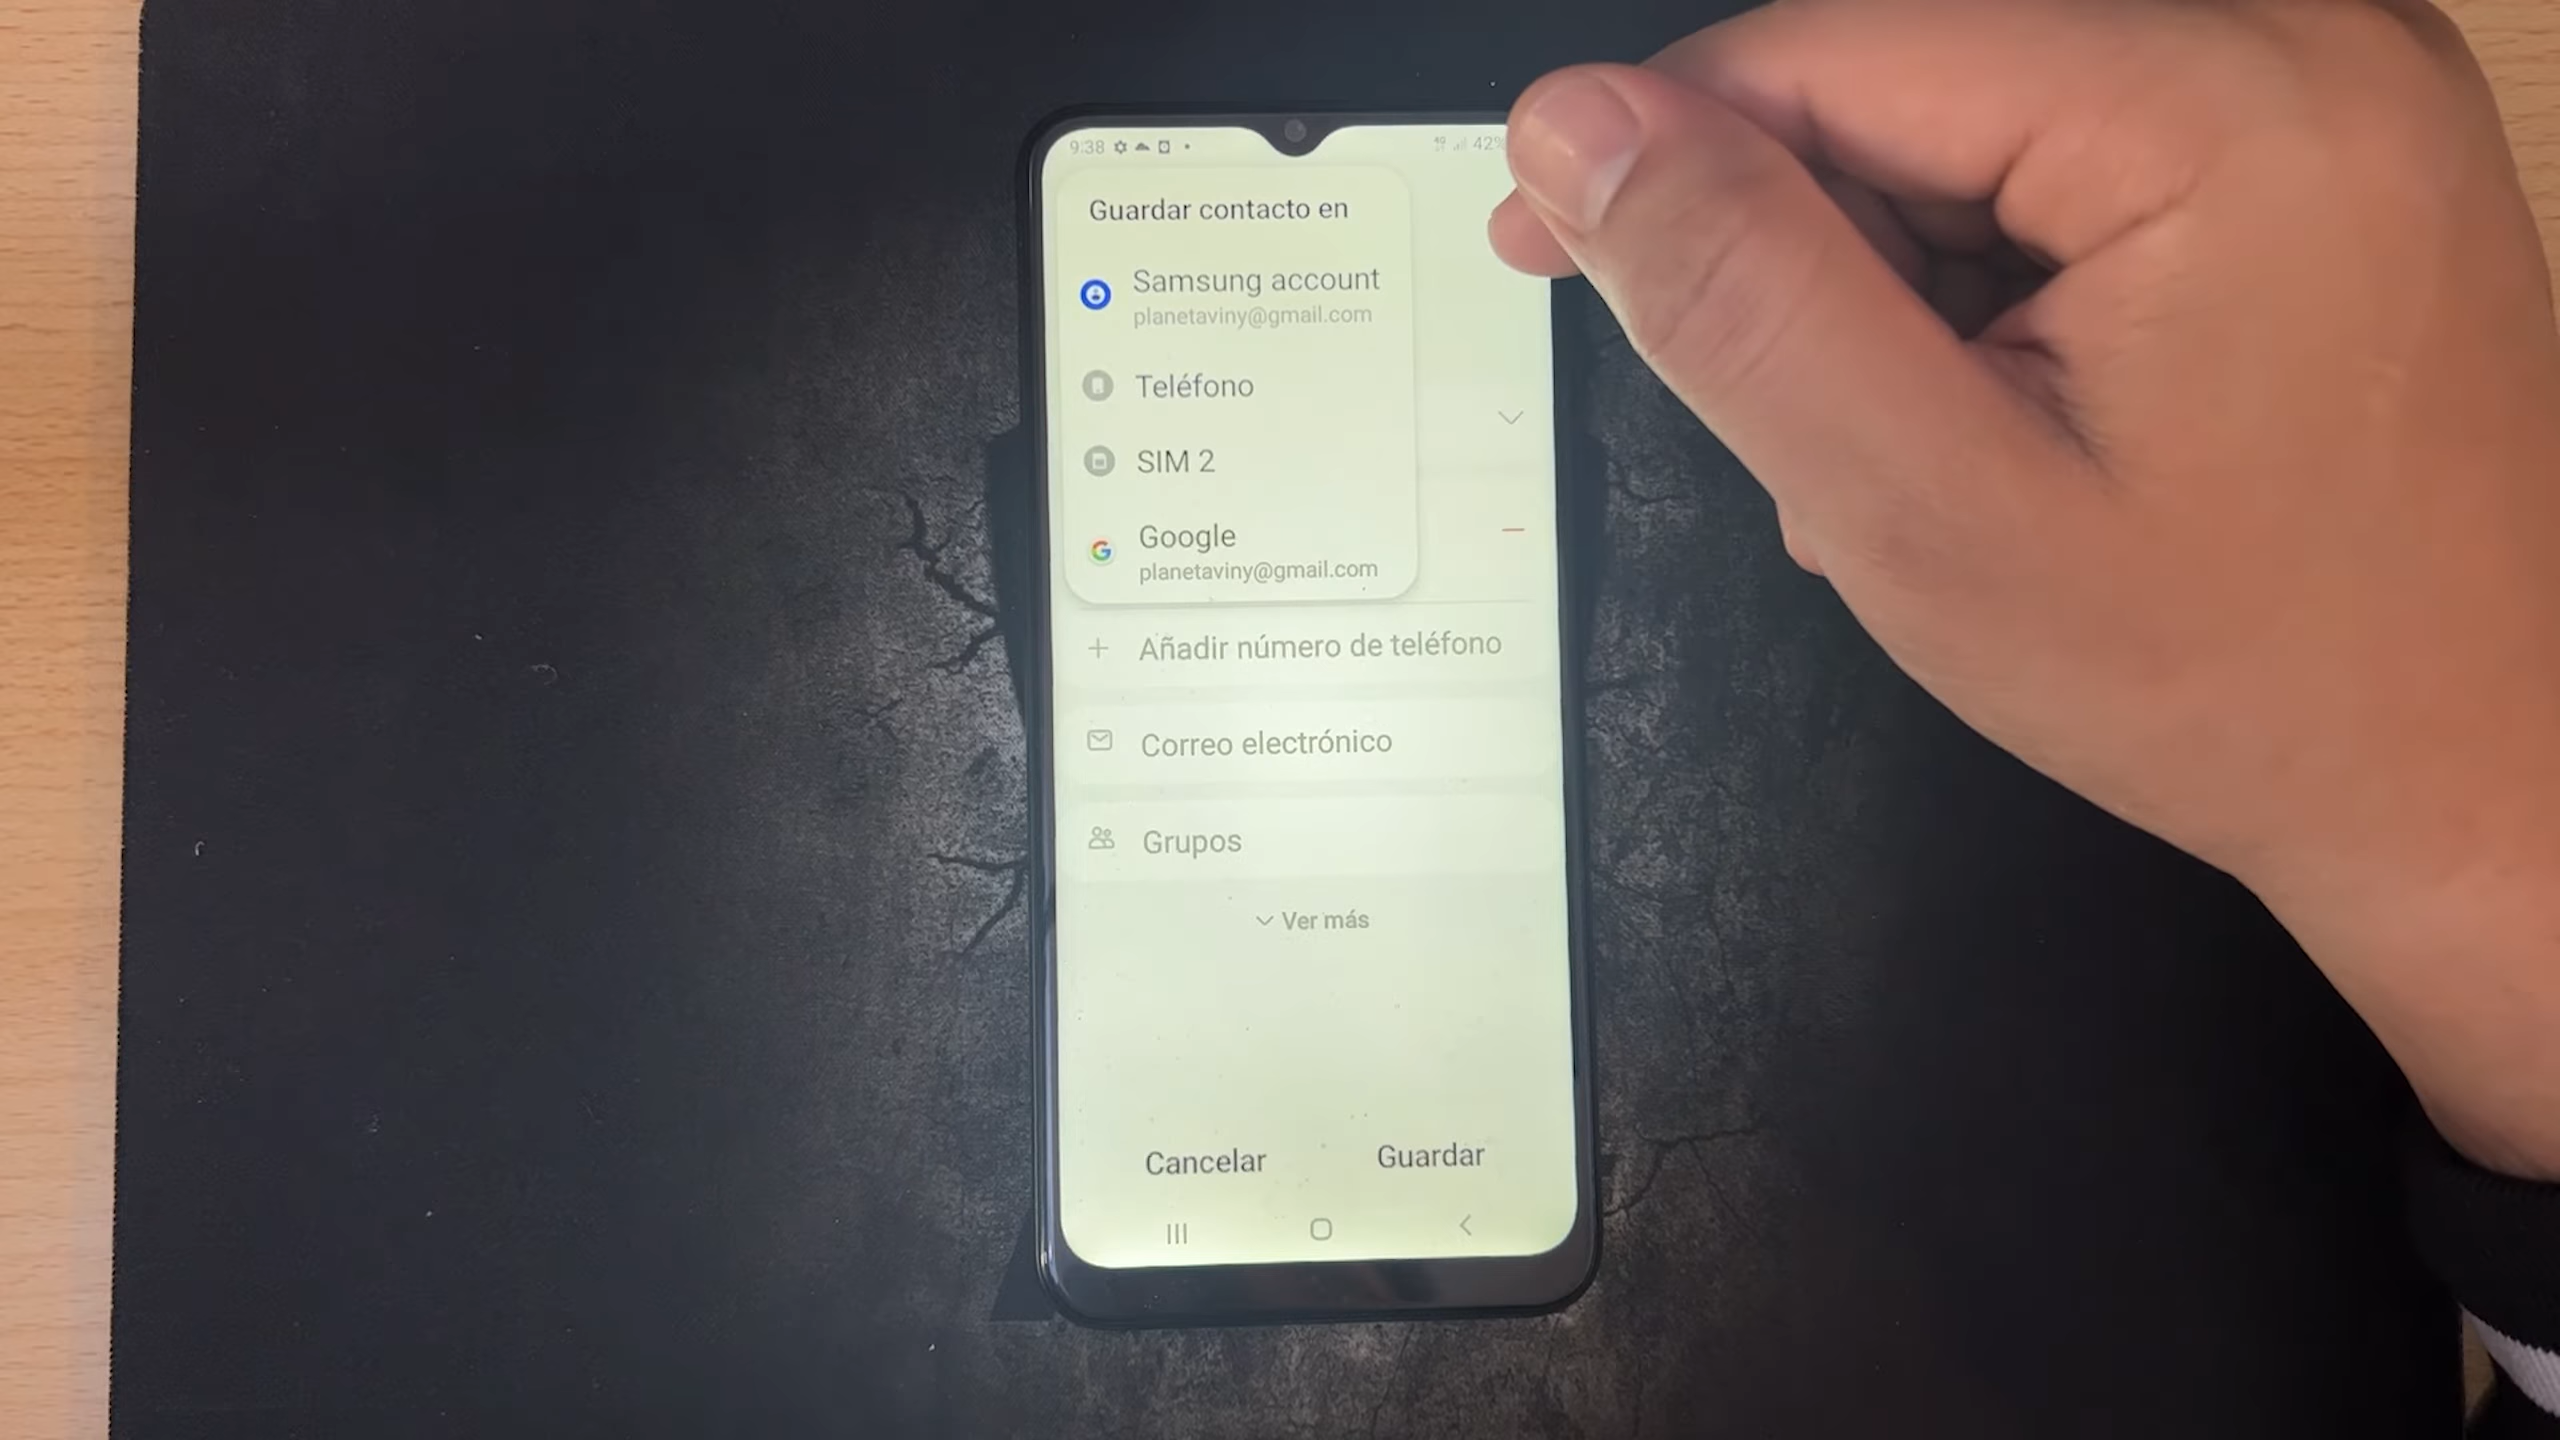 9:38
42%
Guardar contacto en
Samsung account
planetaviny@gmail.com
Teléfono
SIM 2
Google
planetaviny@gmail.com
Añadir número de teléfono
Correo electrónico
Grupos
Ver más
Cancelar
Guardar